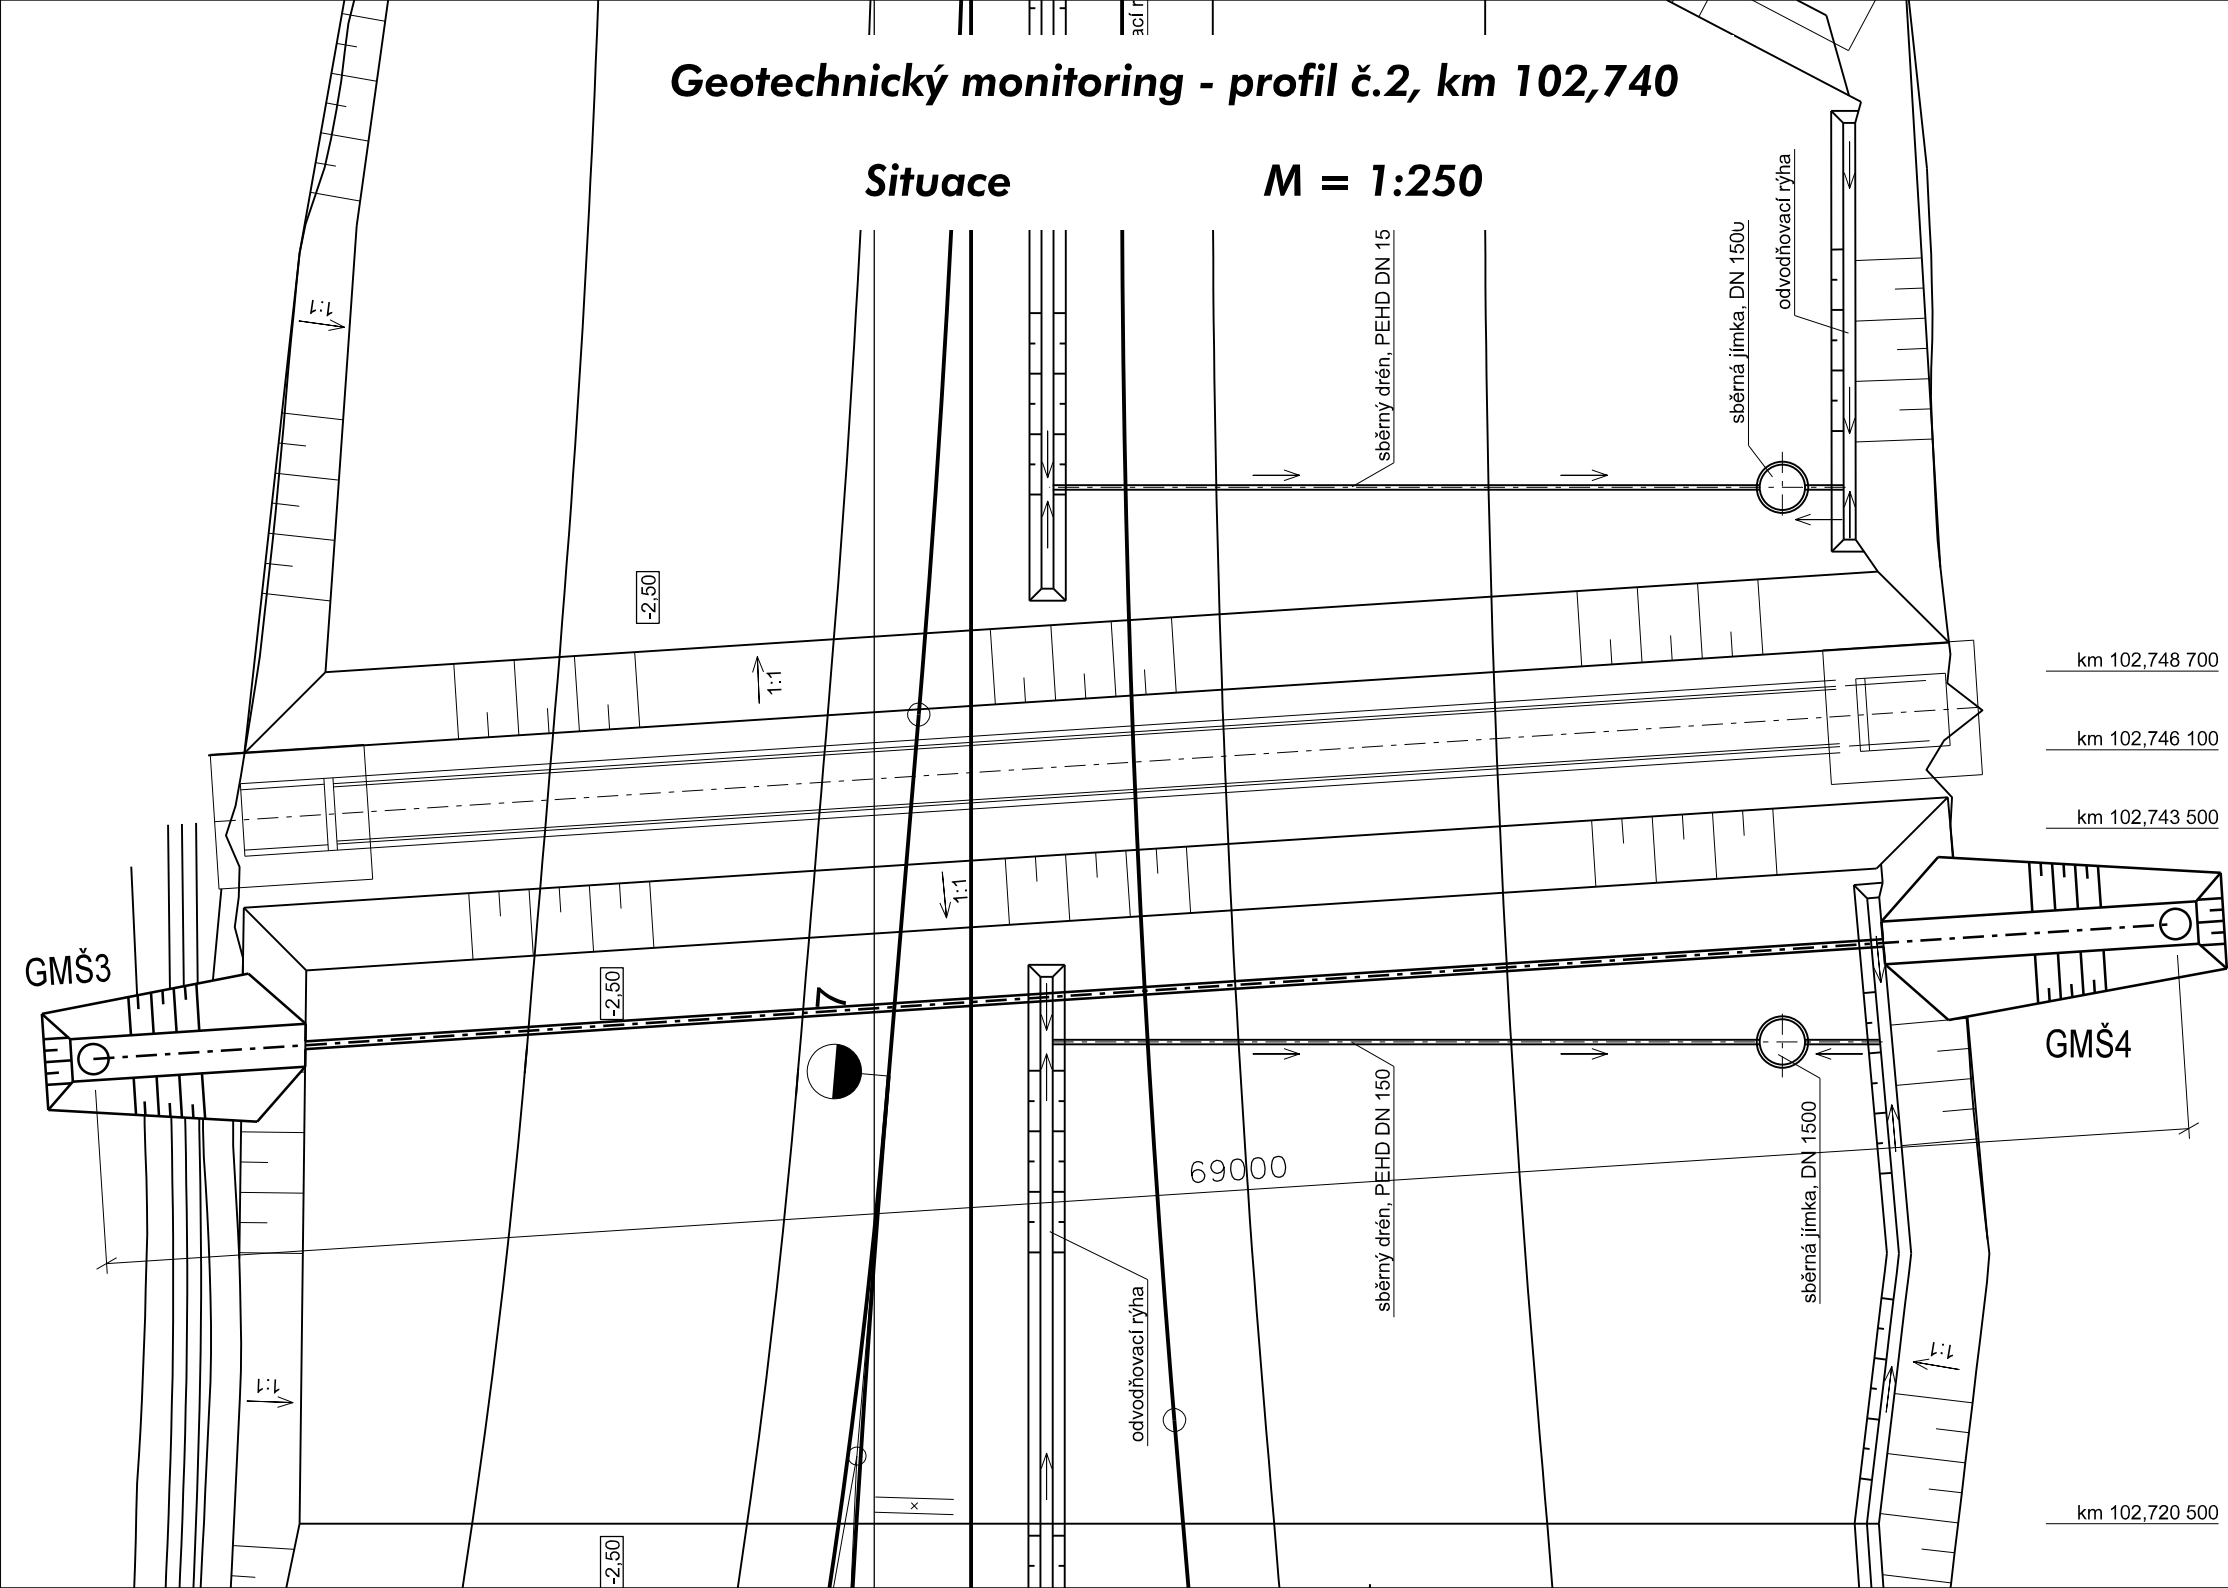 Geotechnický monitoring - profil č.2, km 102,740
Situace M = 1:250
odvodňovací rýha
sběrná jímka, DN 1500
sběrný drén, PEHD DN 15
1:1
-2,50
1:1
km 102,748 700
km 102,746 100
km 102,743 500
1:1
GMŠ3
-2,50
GMŠ4
69000
sběrný drén, PEHD DN 150
sběrná jímka, DN 1500
odvodňovací rýha
1:1
1:1
km 102,720 500
-2,50